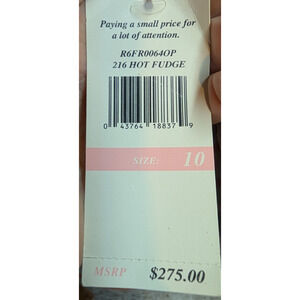 Paying a small price for
a lot of attention.
R6FR0064OP
216 HOT FUDGE
0 43764 18837 9
SIZE: 10
MSRP $275.00